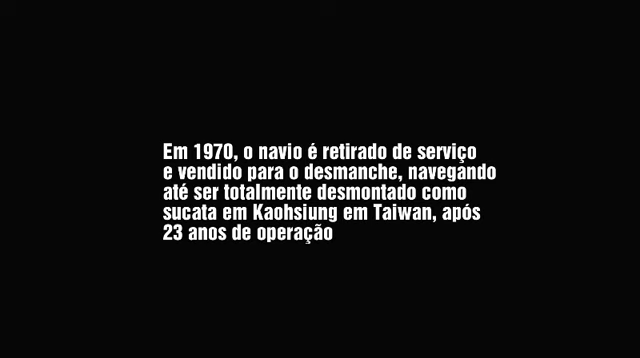 Em 1970, o navio é retirado de serviço
e vendido para o desmanche, navegando
até ser totalmente desmontado como
sucata em Kaohsiung em Taiwan, após
23 anos de operação